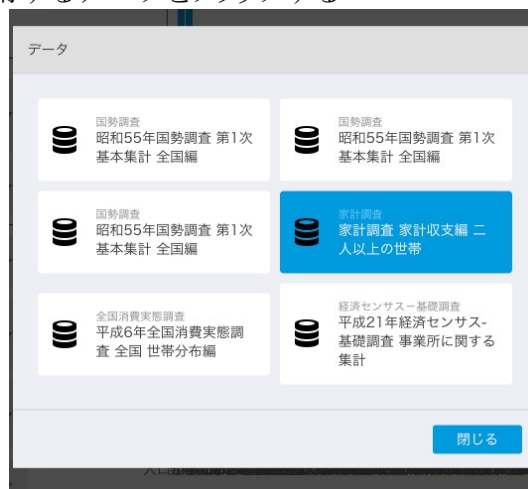 データ
国勢調査
昭和55年国勢調査 第1次
基本集計 全国編
国勢調査
昭和55年国勢調査 第1次
基本集計 全国編
国勢調査
昭和55年国勢調査 第1次
基本集計 全国編
家計調査
家計調査 家計収支編 二
人以上の世帯
全国消費実態調査
平成6年全国消費実態調
査 全国 世帯分布編
経済センサス－基礎調査
平成21年経済センサス-
基礎調査 事業所に関する
集計
閉じる